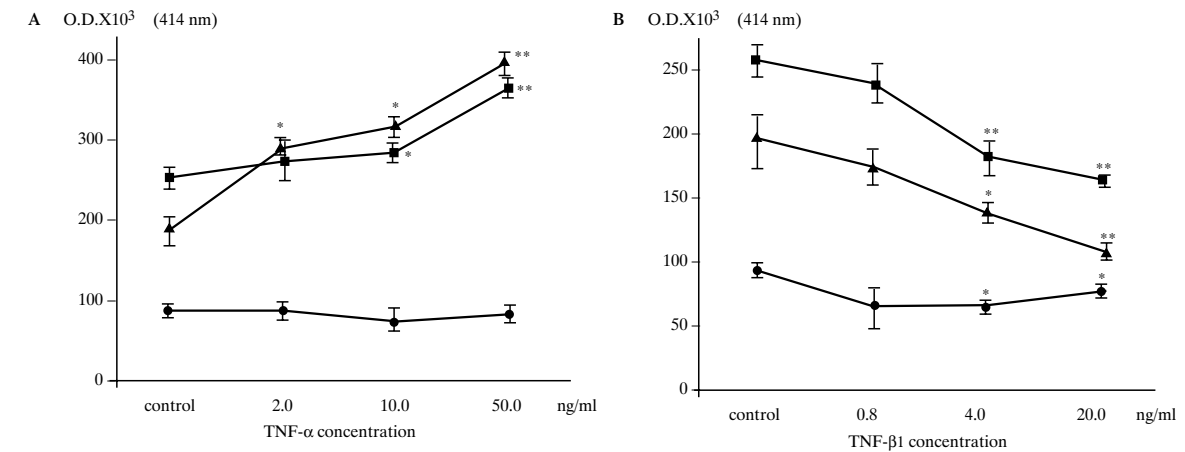 A O.D.X10³ (414 nm)
400
300
200
100
0
* ** ** * * 
control 2.0 10.0 50.0 ng/ml
TNF-α concentration
B O.D.X10³ (414 nm)
250
200
150
100
50
0
** ** * ** * *
control 0.8 4.0 20.0 ng/ml
TNF-β1 concentration